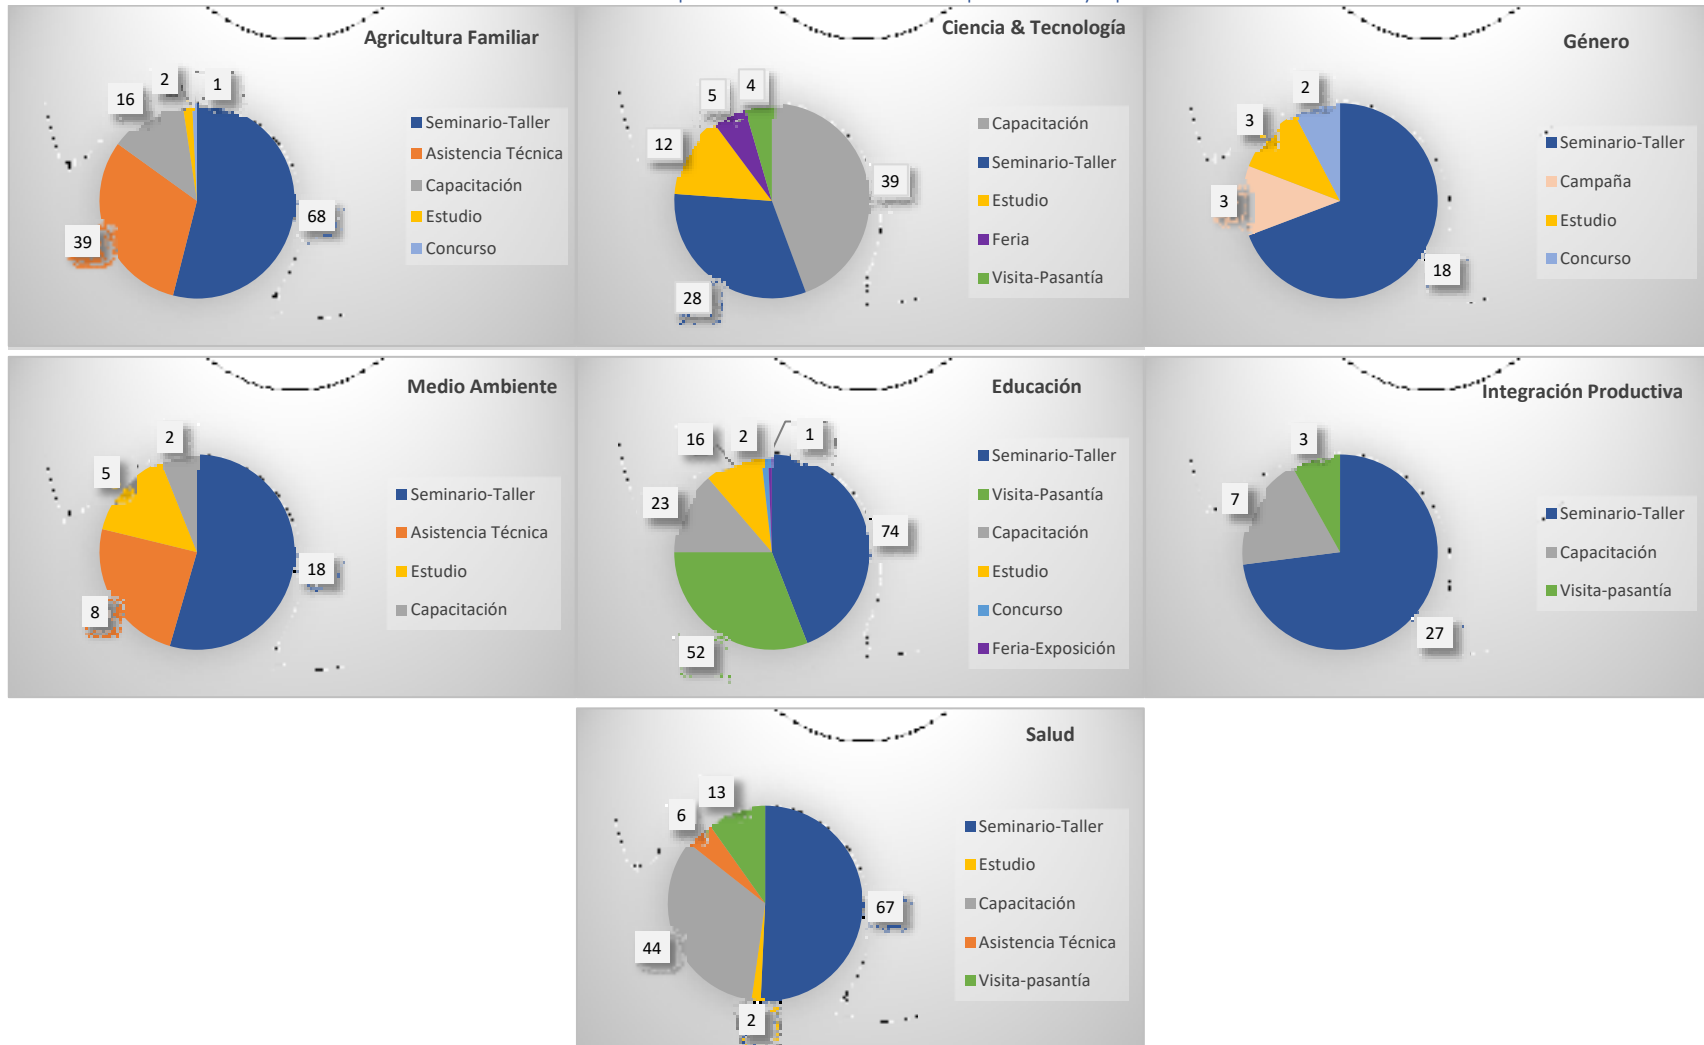 Agricultura Familiar
2
1
16
39
68
Seminario-Taller
Asistencia Técnica
Capacitación
Estudio
Concurso
Ciencia & Tecnología
5
4
12
39
28
Capacitación
Seminario-Taller
Estudio
Feria
Visita-Pasantía
Género
2
3
3
18
Seminario-Taller
Campaña
Estudio
Concurso
Medio Ambiente
2
5
8
18
Seminario-Taller
Asistencia Técnica
Estudio
Capacitación
Educación
16
2
1
23
74
52
Seminario-Taller
Visita-Pasantía
Capacitación
Estudio
Concurso
Feria-Exposición
Integración Productiva
3
7
27
Seminario-Taller
Capacitación
Visita-pasantía
Salud
13
6
67
44
2
Seminario-Taller
Estudio
Capacitación
Asistencia Técnica
Visita-pasantía